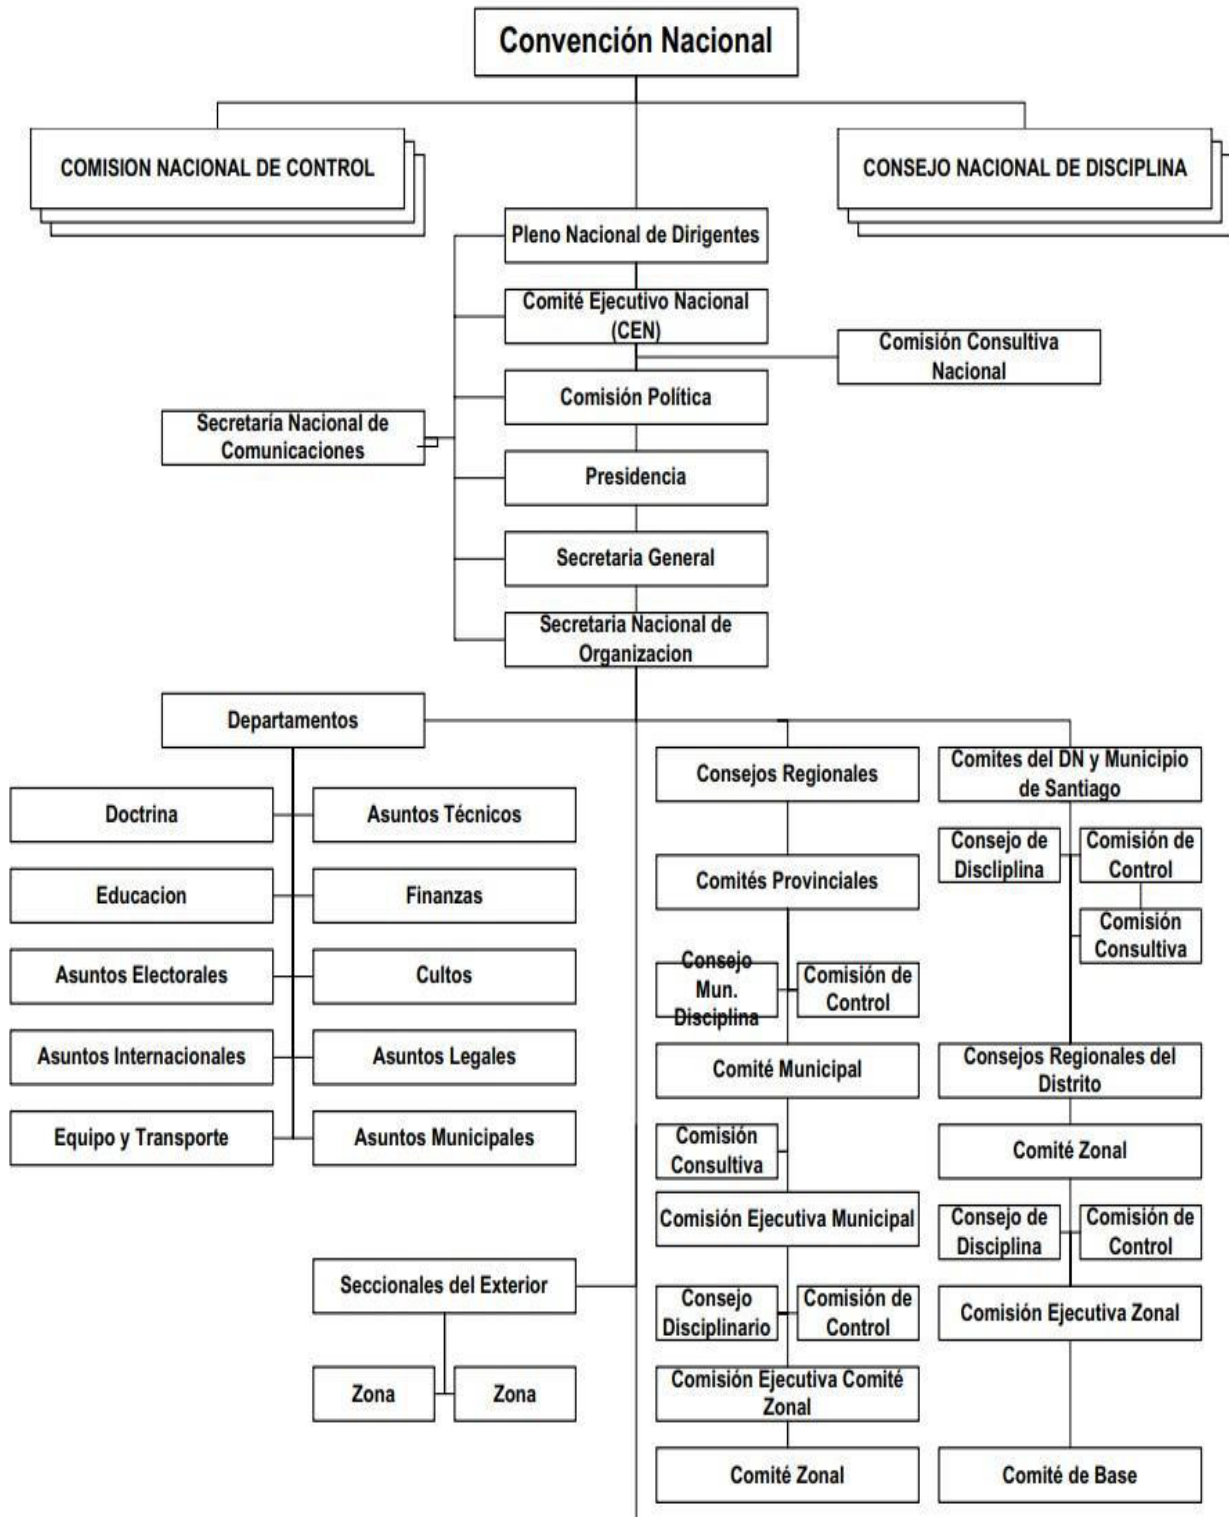 Convención Nacional
COMISION NACIONAL DE CONTROL
CONSEJO NACIONAL DE DISCIPLINA
Pleno Nacional de Dirigentes
Comité Ejecutivo Nacional
(CEN)
Comisión Consultiva
Nacional
Comisión Política
Secretaría Nacional de
Comunicaciones
Presidencia
Secretaria General
Secretaria Nacional de
Organizacion
Departamentos
Doctrina
Asuntos Técnicos
Educacion
Finanzas
Asuntos Electorales
Cultos
Asuntos Internacionales
Asuntos Legales
Equipo y Transporte
Asuntos Municipales
Seccionales del Exterior
Zona
Zona
Consejos Regionales
Comités Provinciales
Consejo
Mun.
Disciplina
Comisión de
Control
Comité Municipal
Comisión
Consultiva
Comisión Ejecutiva Municipal
Consejo
Disciplinario
Comisión de
Control
Comisión Ejecutiva Comité
Zonal
Comité Zonal
Comites del DN y Municipio
de Santiago
Consejo de
Discliplina
Comisión de
Control
Comisión
Consultiva
Consejos Regionales del
Distrito
Comité Zonal
Consejo de
Disciplina
Comisión de
Control
Comisión Ejecutiva Zonal
Comité de Base